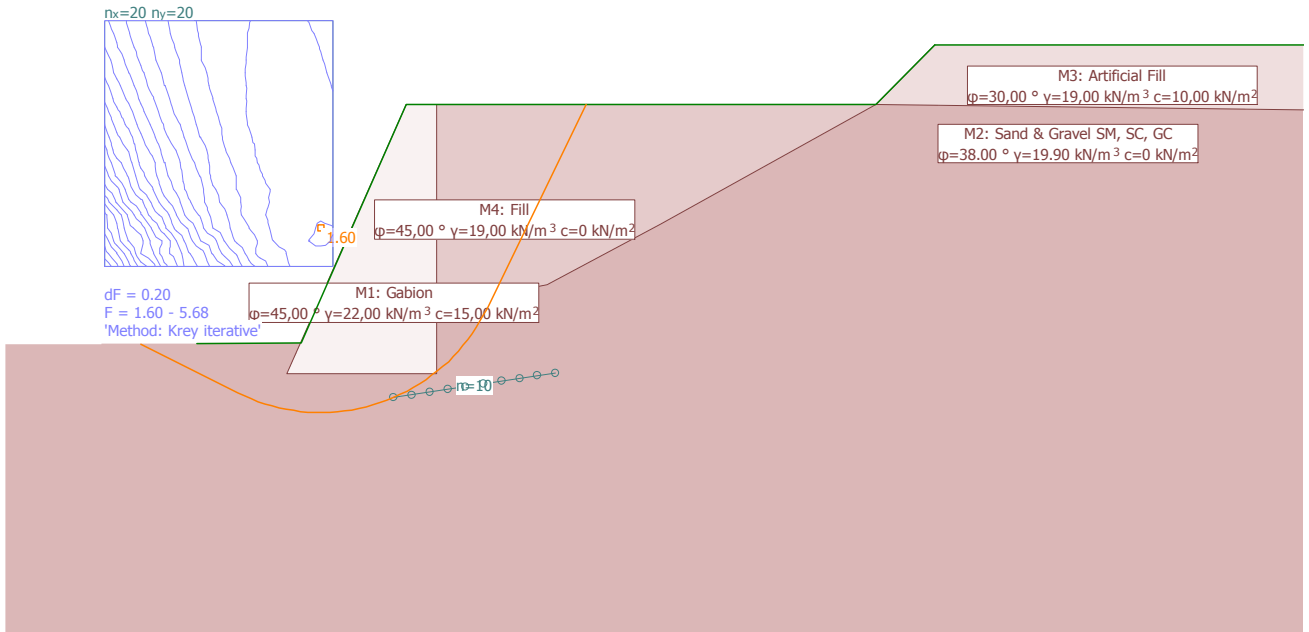 nx=20 ny=20
M3: Artificial Fill
φ=30,00 ° γ=19,00 kN/m³ c=10,00 kN/m²
M2: Sand & Gravel SM, SC, GC
φ=38.00 ° γ=19.90 kN/m³ c=0 kN/m²
M4: Fill
φ=45,00 ° γ=19,00 kN/m³ c=0 kN/m²
1.60
dF = 0.20
F = 1.60 - 5.68
'Method: Krey iterative'
M1: Gabion
φ=45,00 ° γ=22,00 kN/m³ c=15,00 kN/m²
n=10